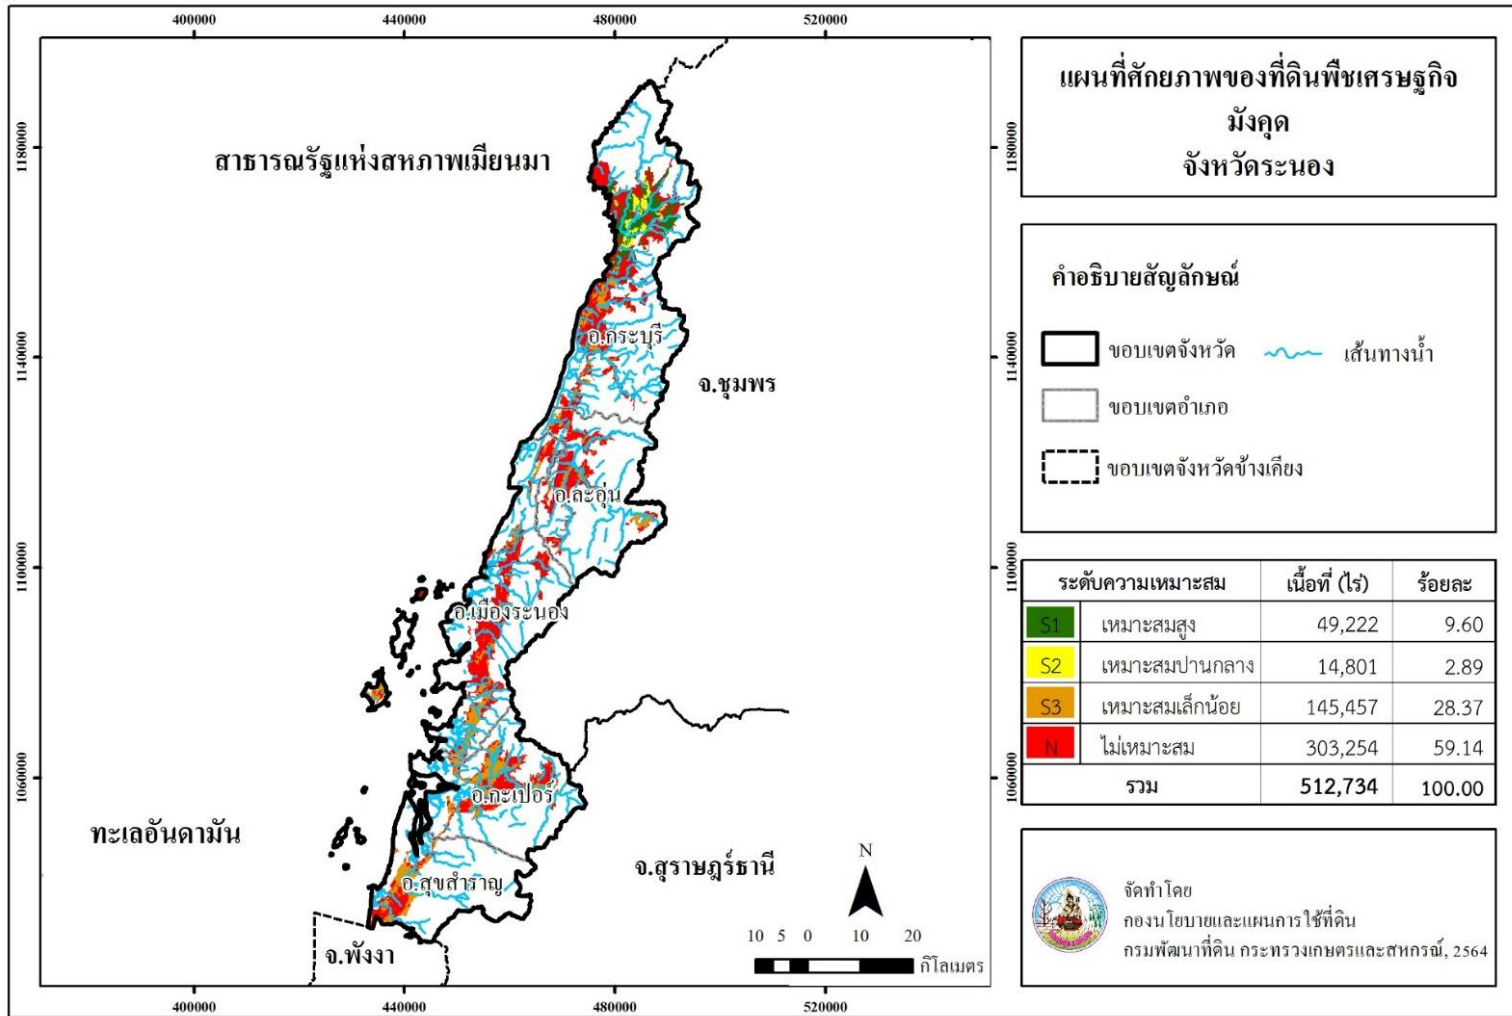 400000
440000
480000
520000
1180000
1140000
1100000
1060000
สาธารณรัฐแห่งสหภาพเมียนมา
อ.กระบุรี
จ.ชุมพร
อ.ละอุ่น
อ.เมืองระนอง
อ.กะเปอร์
ทะเลอันดามัน
จ.สุราษฎร์ธานี
อ.สุขสำราญ
จ.พังงา
N
10 5 0 10 20
กิโลเมตร
1180000
1140000
1100000
1060000
400000
440000
480000
520000
แผนที่ศักยภาพของที่ดินพืชเศรษฐกิจ
มังคุด
จังหวัดระนอง
คำอธิบายสัญลักษณ์
ขอบเขตจังหวัด เส้นทางน้ำ
ขอบเขตอำเภอ
ขอบเขตจังหวัดข้างเคียง
ระดับความเหมาะสม เนื้อที่ (ไร่) ร้อยละ
S1 เหมาะสมสูง 49,222 9.60
S2 เหมาะสมปานกลาง 14,801 2.89
S3 เหมาะสมเล็กน้อย 145,457 28.37
N ไม่เหมาะสม 303,254 59.14
รวม 512,734 100.00
จัดทำโดย
กองนโยบายและแผนการใช้ที่ดิน
กรมพัฒนาที่ดิน กระทรวงเกษตรและสหกรณ์, 2564